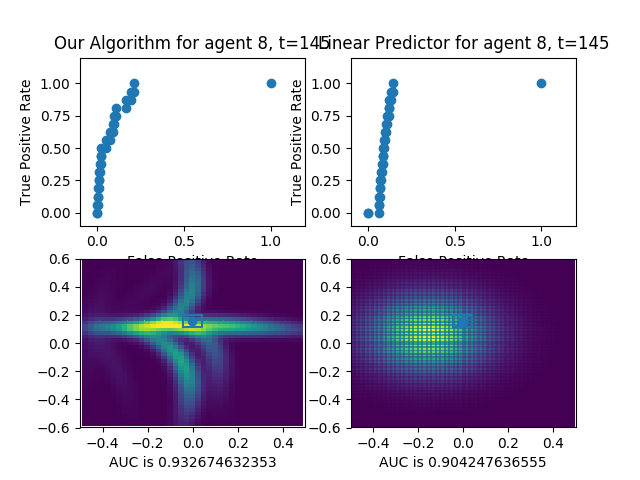 Our Algorithm for agent 8, t=145
Linear Predictor for agent 8, t=145
True Positive Rate
1.00
0.75
0.50
0.25
0.00
0.0 0.5 1.0
False Positive Rate
True Positive Rate
1.00
0.75
0.50
0.25
0.00
0.0 0.5 1.0
False Positive Rate
0.6
0.4
0.2
0.0
−0.2
−0.4
−0.6
−0.4 −0.2 0.0 0.2 0.4
AUC is 0.932674632353
0.6
0.4
0.2
0.0
−0.2
−0.4
−0.6
−0.4 −0.2 0.0 0.2 0.4
AUC is 0.904247636555